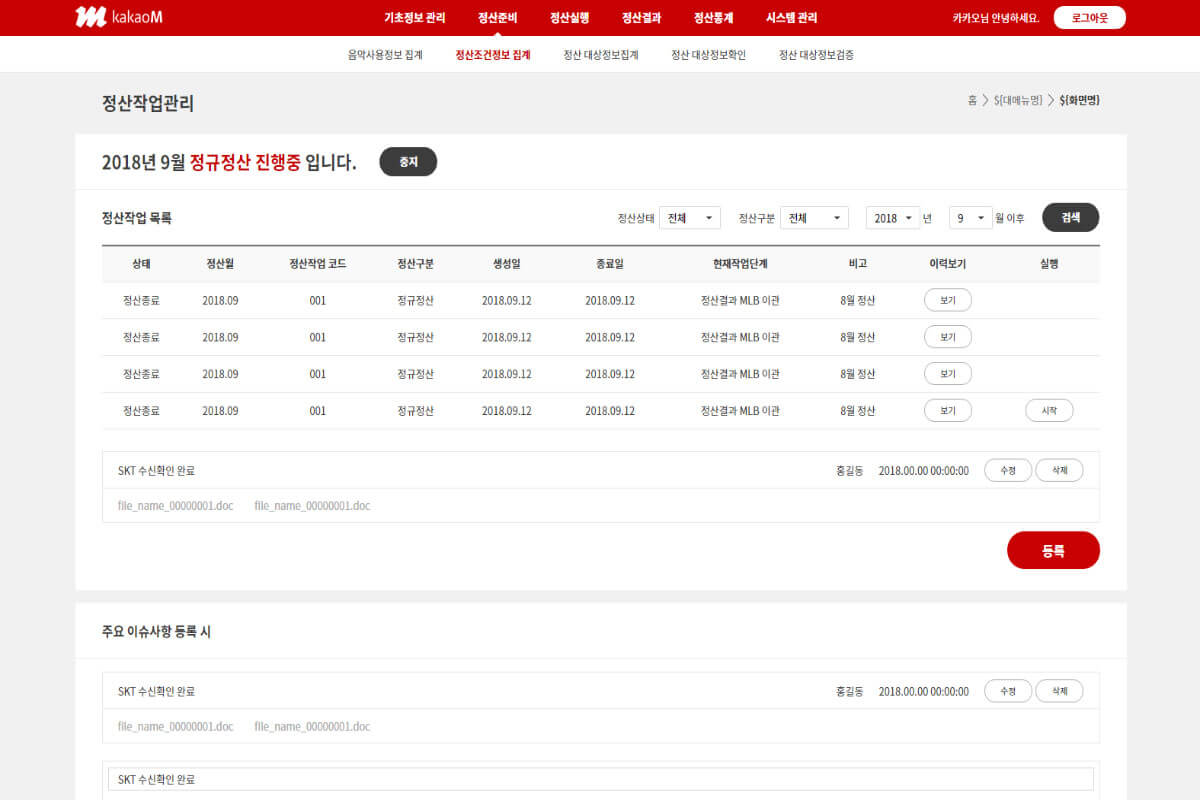 kakaoM 기초정보 관리 정산준비 정산실행 정산결과 정산통계 시스템 관리 카카오님 안녕하세요. 로그아웃
음악사용정보 집계 정산조건정보 집계 정산 대상정보집계 정산 대상정보확인 정산 대상정보검증
정산작업관리 홈 > ${대메뉴명} > ${화면명}
2018년 9월 정규정산 진행중 입니다. 중지
정산작업 목록 정산상태 전체 정산구분 전체 2018 년 9 월 이후 검색
상태 정산월 정산작업 코드 정산구분 생성일 종료일 현재작업단계 비고 이력보기 실행
정산종료 2018.09 001 정규정산 2018.09.12 2018.09.12 정산결과 MLB 이관 8월 정산 보기
정산종료 2018.09 001 정규정산 2018.09.12 2018.09.12 정산결과 MLB 이관 8월 정산 보기
정산종료 2018.09 001 정규정산 2018.09.12 2018.09.12 정산결과 MLB 이관 8월 정산 보기
정산종료 2018.09 001 정규정산 2018.09.12 2018.09.12 정산결과 MLB 이관 8월 정산 보기 시작
SKT 수신확인 완료 홍길동 2018.00.00 00:00:00 수정 삭제
file_name_00000001.doc file_name_00000001.doc
등록
주요 이슈사항 등록 시
SKT 수신확인 완료 홍길동 2018.00.00 00:00:00 수정 삭제
file_name_00000001.doc file_name_00000001.doc
SKT 수신확인 완료